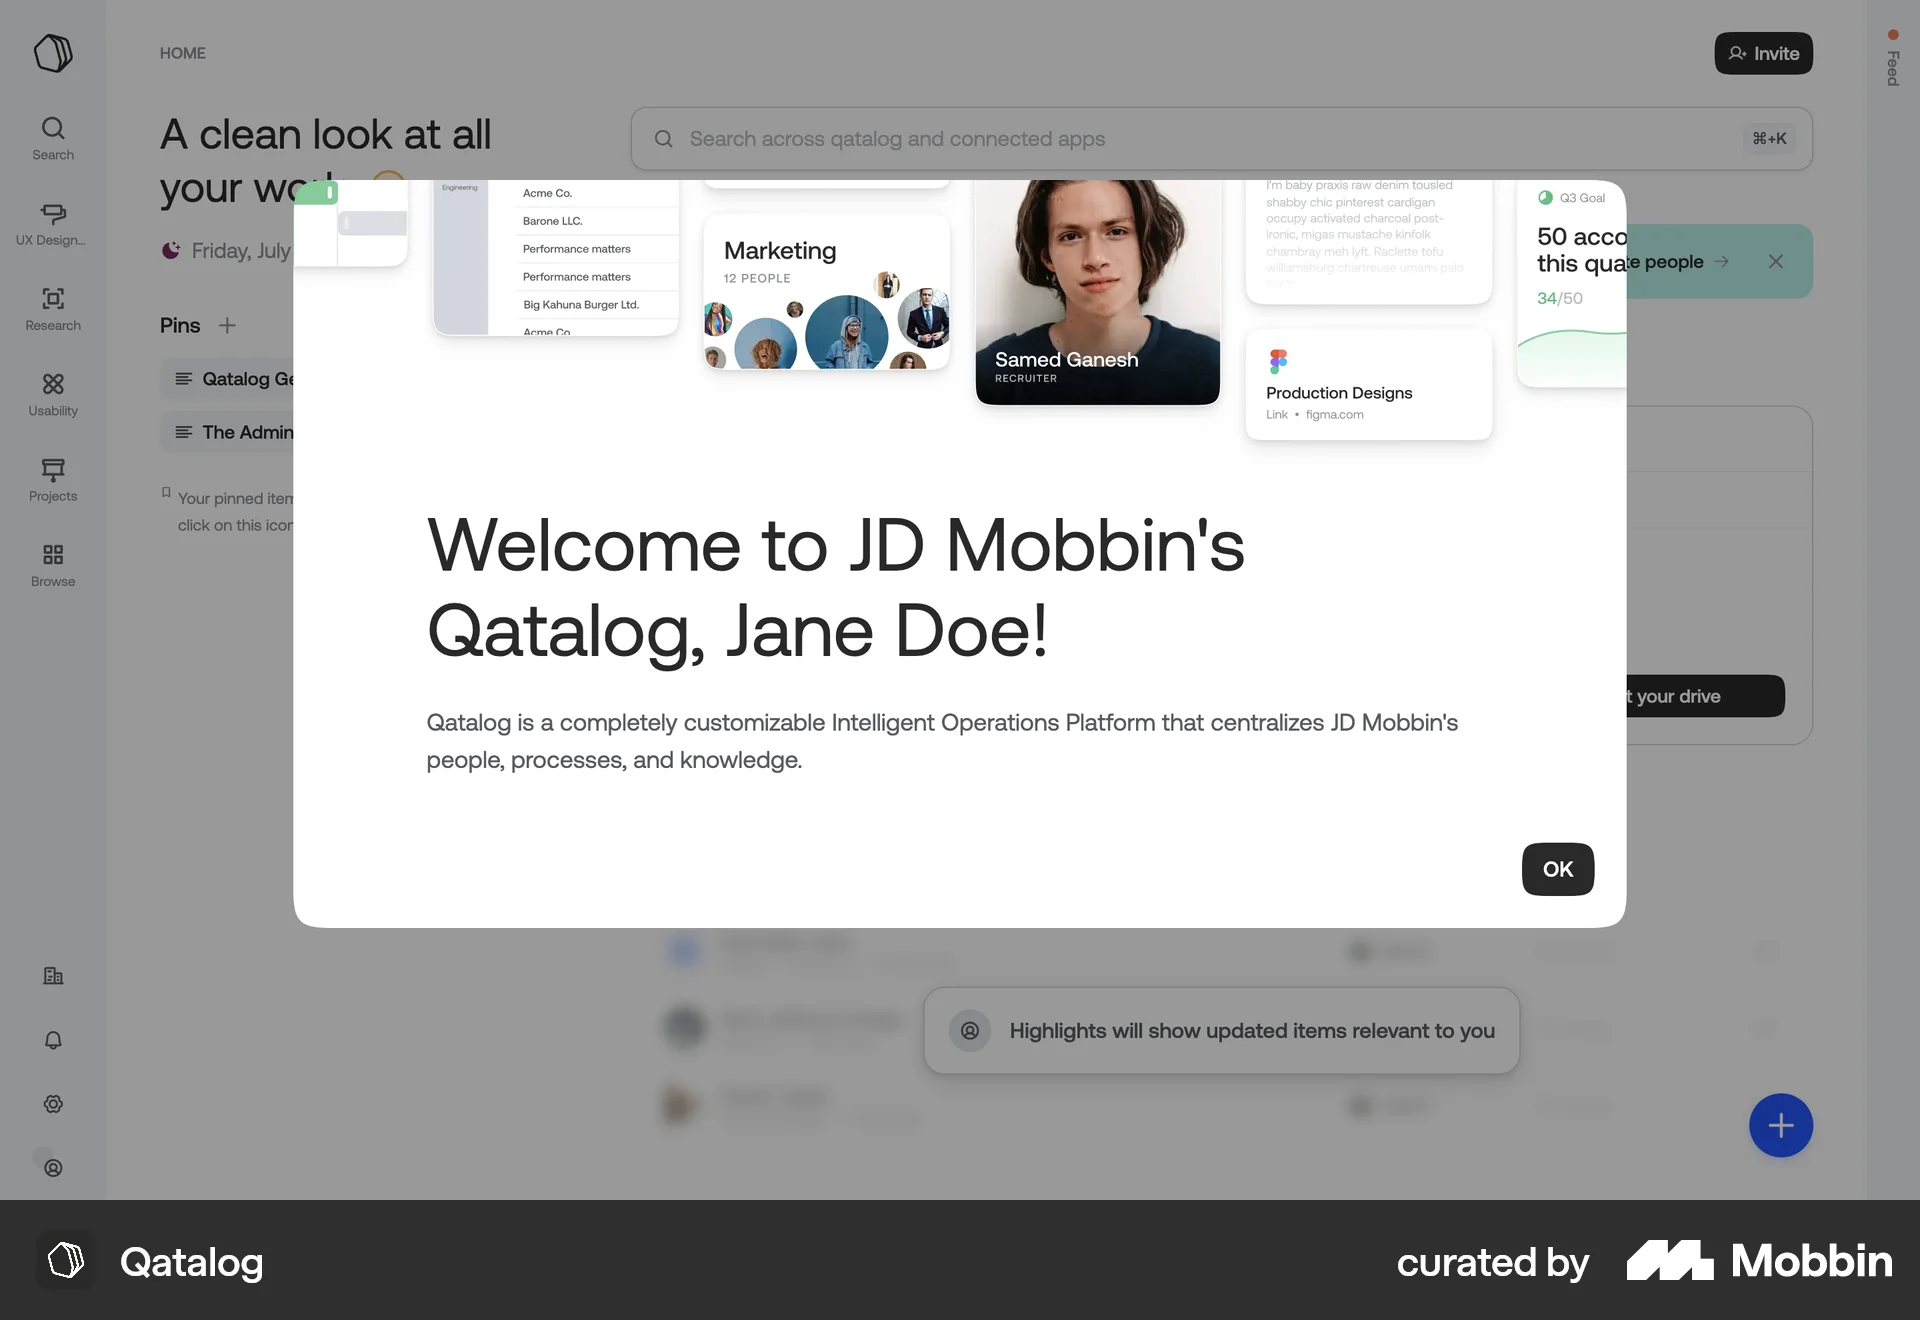 HOME
Invite
Feed
A clean look at all
your work
Search across qatalog and connected apps
⌘+K
Friday, July
Pins
Qatalog Ge
The Admin
Your pinned item
click on this icon
Search
UX Design...
Research
Usability
Projects
Browse
Engineering
Acme Co.
Barone LLC.
Performance matters
Performance matters
Big Kahuna Burger Ltd.
Acme Co
Marketing
12 PEOPLE
Samed Ganesh
RECRUITER
I'm baby praxis raw denim tousled
shabby chic pinterest cardigan
occupy activated charcoal post-
ironic, migas mustache kinfolk
chambray meh lyft. Raclette tofu
williamsburg chartreuse umami palo
Production Designs
Link • figma.com
Q3 Goal
50 acco
this qua
34/50
te people →
Welcome to JD Mobbin's
Qatalog, Jane Doe!
Qatalog is a completely customizable Intelligent Operations Platform that centralizes JD Mobbin's
people, processes, and knowledge.
OK
t your drive
Highlights will show updated items relevant to you
Qatalog
curated by
Mobbin